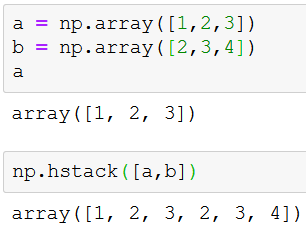 a = np.array([1,2,3])
b = np.array([2,3,4])
a
array([1, 2, 3])
np.hstack([a,b])
array([1, 2, 3, 2, 3, 4])